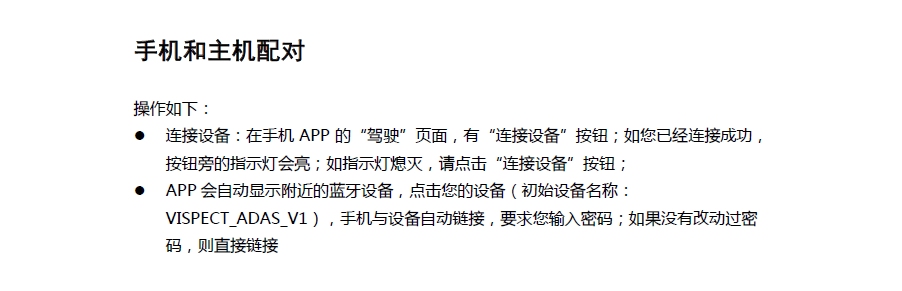 手机和主机配对
操作如下：
● 连接设备：在手机 APP 的“驾驶”页面，有“连接设备”按钮；如您已经连接成功，
按钮旁的指示灯会亮；如指示灯熄灭，请点击“连接设备”按钮；
● APP 会自动显示附近的蓝牙设备，点击您的设备（初始设备名称：
VISPECT_ADAS_V1），手机与设备自动链接，要求您输入密码；如果没有改动过密
码，则直接链接